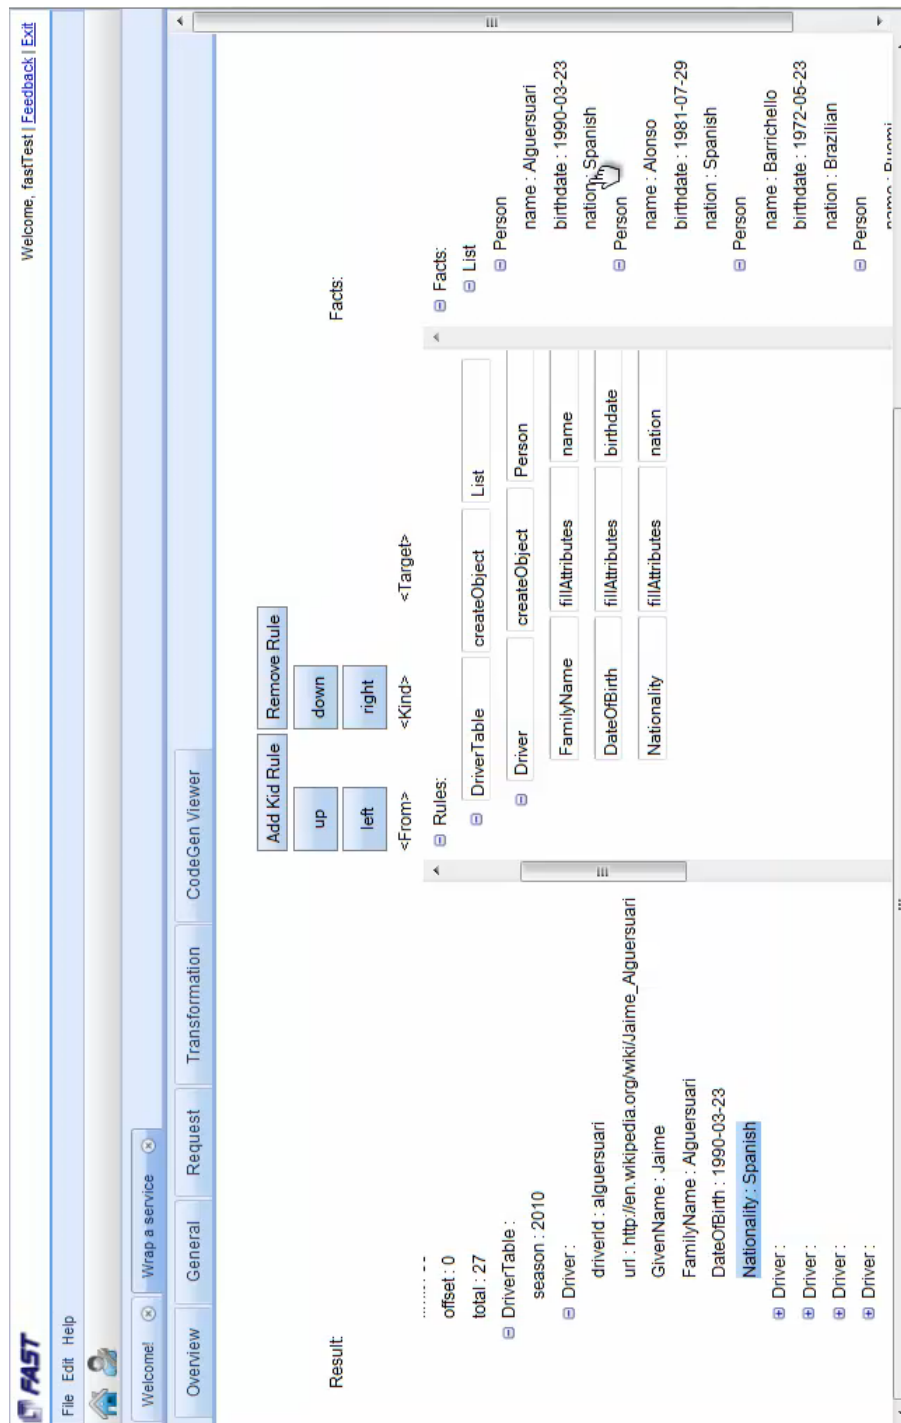 FAST
Welcome, fastTest | Feedback | Exit
File Edit Help
Welcome! Wrap a service
Overview General Request Transformation CodeGen Viewer
Result:
offset : 0
total : 27
DriverTable :
season : 2010
Driver :
driverId : alguersuari
url : http://en.wikipedia.org/wiki/Jaime_Alguersuari
GivenName : Jaime
FamilyName : Alguersuari
DateOfBirth : 1990-03-23
Nationality : Spanish
Driver :
Driver :
Driver :
Driver :
Add Kid Rule Remove Rule
up down
left right
<From> <Kind> <Target>
Rules:
DriverTable createObject List
Driver createObject Person
FamilyName fillAttributes name
DateOfBirth fillAttributes birthdate
Nationality fillAttributes nation
Facts:
Facts:
List
Person
name : Alguersuari
birthdate : 1990-03-23
nation : Spanish
Person
name : Alonso
birthdate : 1981-07-29
nation : Spanish
Person
name : Barrichello
birthdate : 1972-05-23
nation : Brazilian
Person